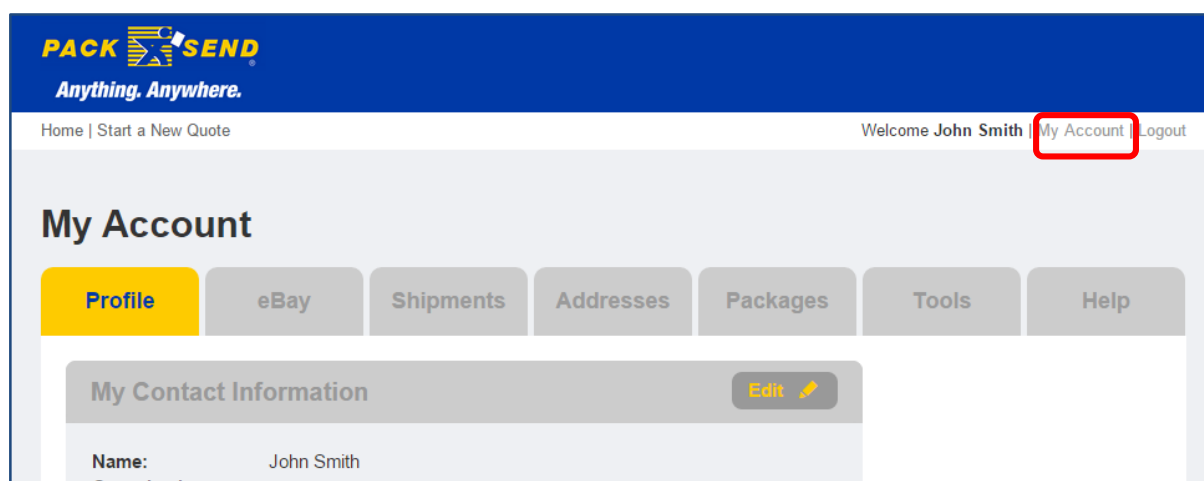 PACK SEND
Anything. Anywhere.
Home | Start a New Quote
Welcome John Smith | My Account | Logout
My Account
Profile eBay Shipments Addresses Packages Tools Help
My Contact Information
Edit
Name: John Smith